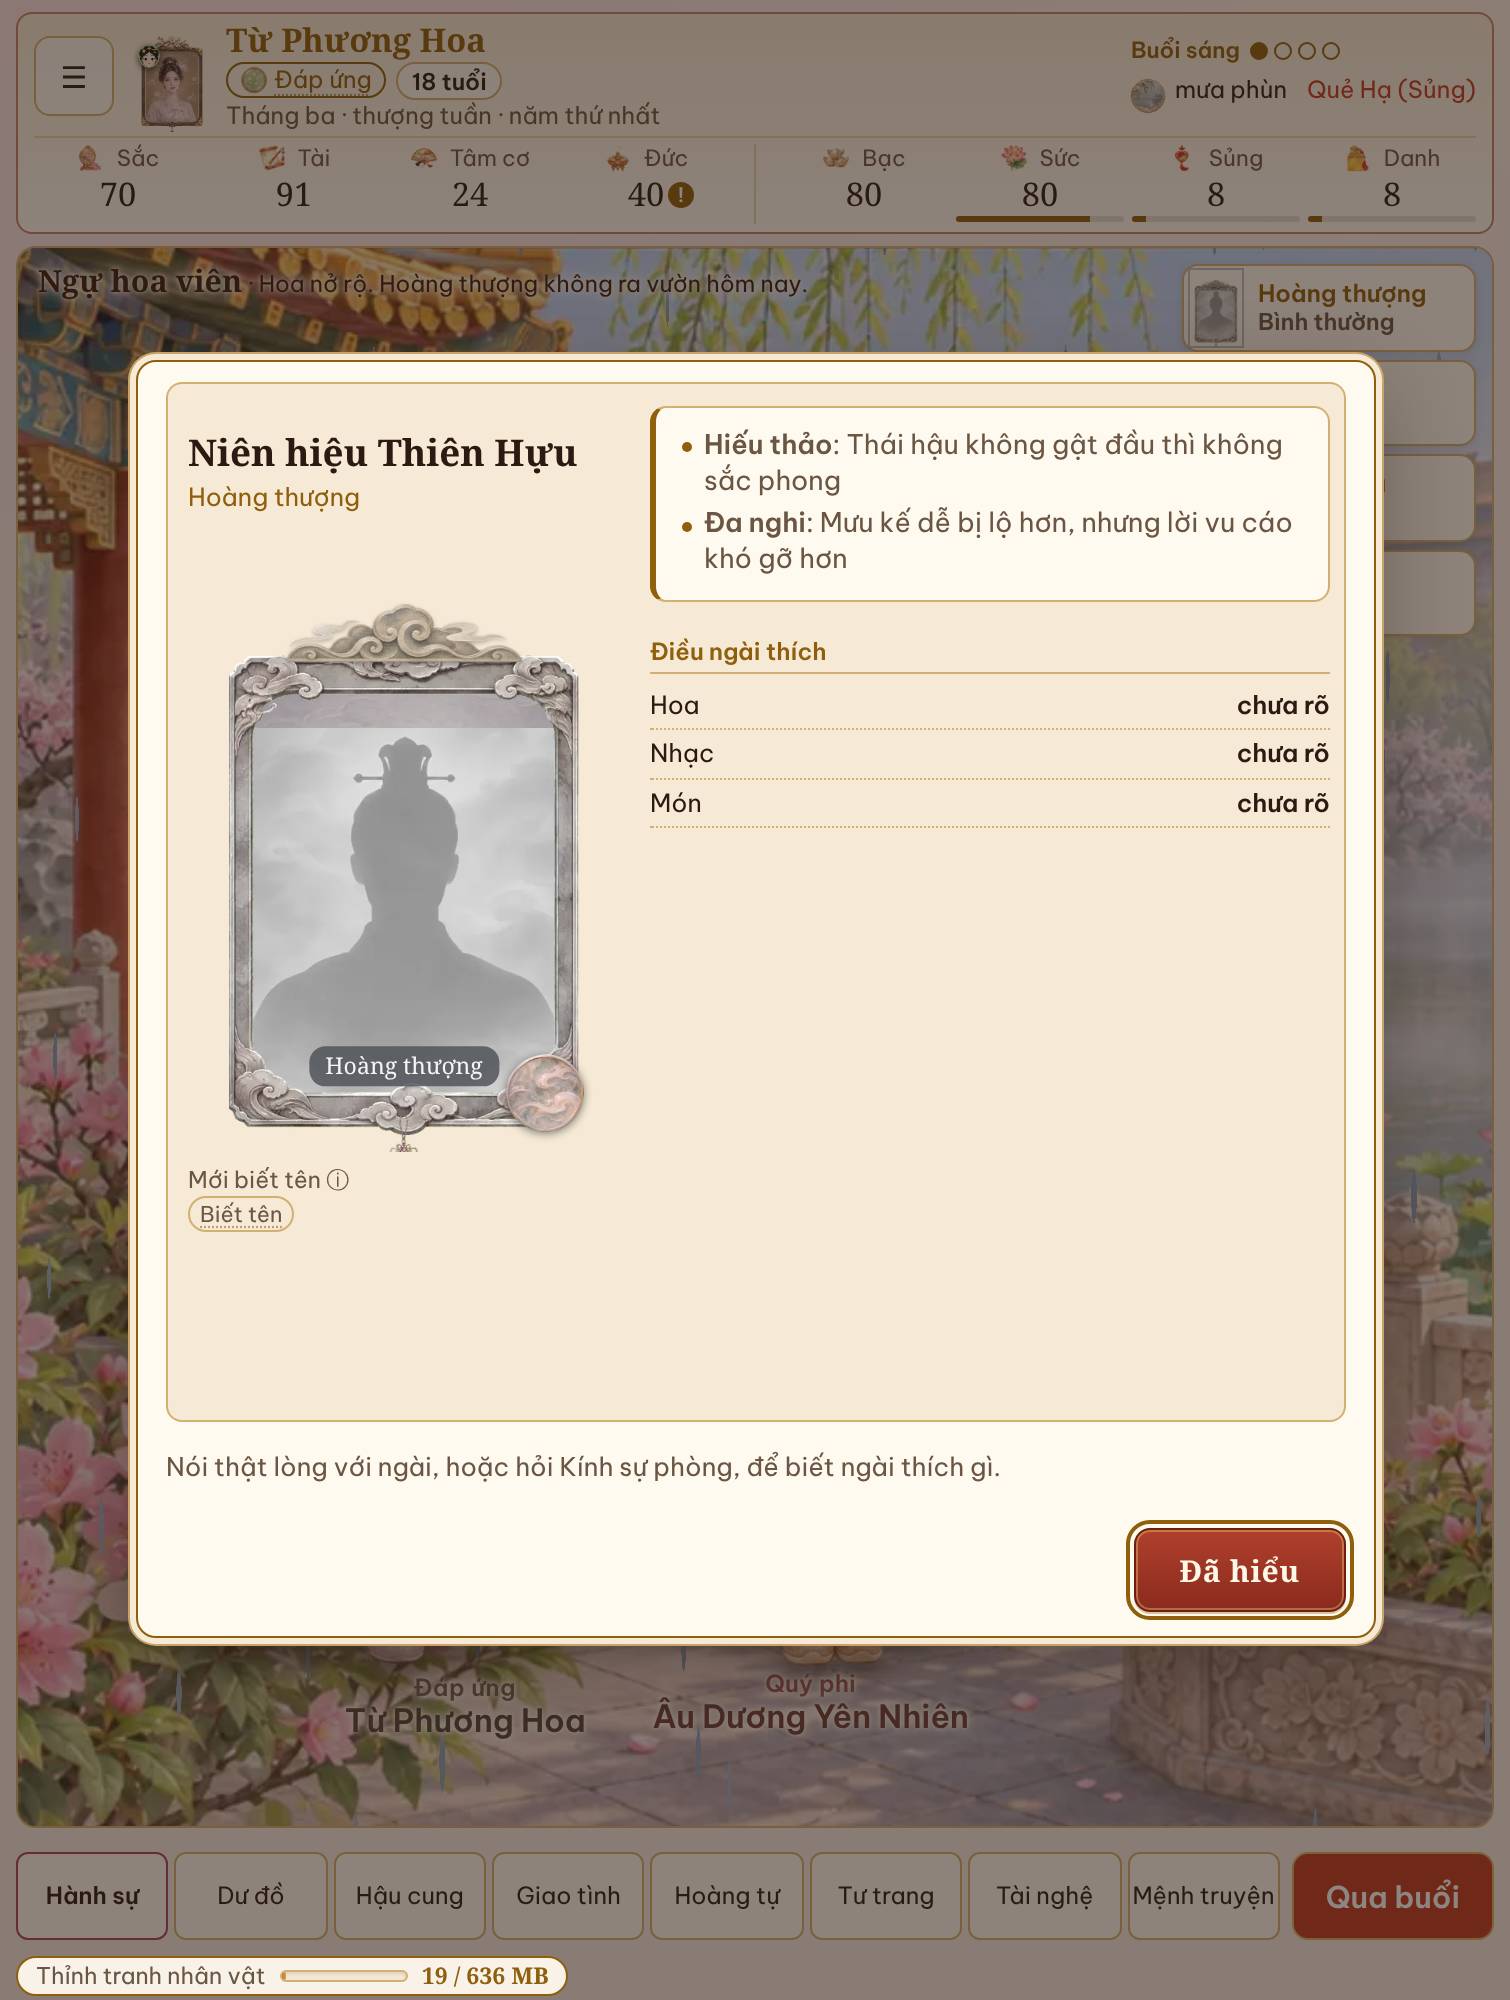 Từ Phương Hoa
Đáp ứng
18 tuổi
Tháng ba · thượng tuần · năm thứ nhất
Buổi sáng
mưa phùn
Quẻ Hạ (Sủng)
Sắc
70
Tài
91
Tâm cơ
24
Đức
40 !
Bạc
80
Sức
80
Sủng
8
Danh
8
Ngự hoa viên · Hoa nở rộ. Hoàng thượng không ra vườn hôm nay.
Hoàng thượng
Bình thường
Niên hiệu Thiên Hựu
Hoàng thượng
Hoàng thượng
Mới biết tên ⓘ
Biết tên
• Hiếu thảo: Thái hậu không gật đầu thì không
sắc phong
• Đa nghi: Mưu kế dễ bị lộ hơn, nhưng lời vu cáo
khó gỡ hơn
Điều ngài thích
Hoa chưa rõ
Nhạc chưa rõ
Món chưa rõ
Nói thật lòng với ngài, hoặc hỏi Kính sự phòng, để biết ngài thích gì.
Đã hiểu
Đáp ứng
Từ Phương Hoa
Quý phi
Âu Dương Yên Nhiên
Hành sự
Dư đồ
Hậu cung
Giao tình
Hoàng tự
Tư trang
Tài nghệ
Mệnh truyện
Qua buổi
Thỉnh tranh nhân vật 19 / 636 MB